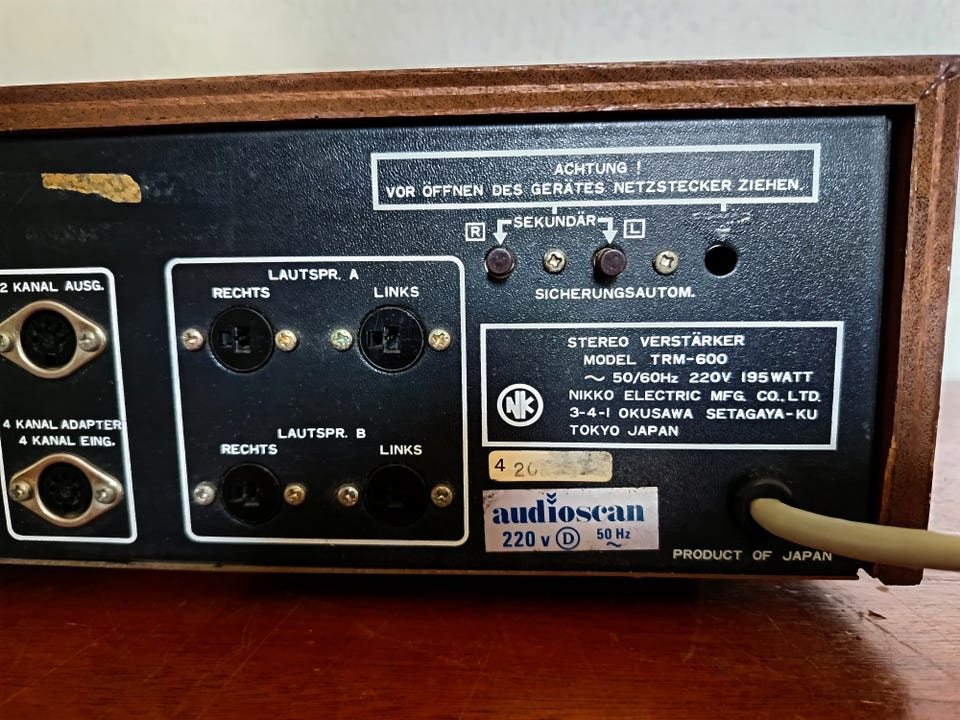 ACHTUNG !
VOR ÖFFNEN DES GERÄTES NETZSTECKER ZIEHEN.
R SEKUNDÄR L
SICHERUNGSAUTOM.
2 KANAL AUSG.
4 KANAL ADAPTER
4 KANAL EING.
LAUTSPR. A
RECHTS LINKS
LAUTSPR. B
RECHTS LINKS
STEREO VERSTÄRKER
MODEL TRM-600
~ 50/60Hz 220V 195WATT
NK
NIKKO ELECTRIC MFG. CO., LTD.
3-4-1 OKUSAWA SETAGAYA-KU
TOKYO JAPAN
4 20
audioscan
220 v D 50 Hz ~
PRODUCT OF JAPAN